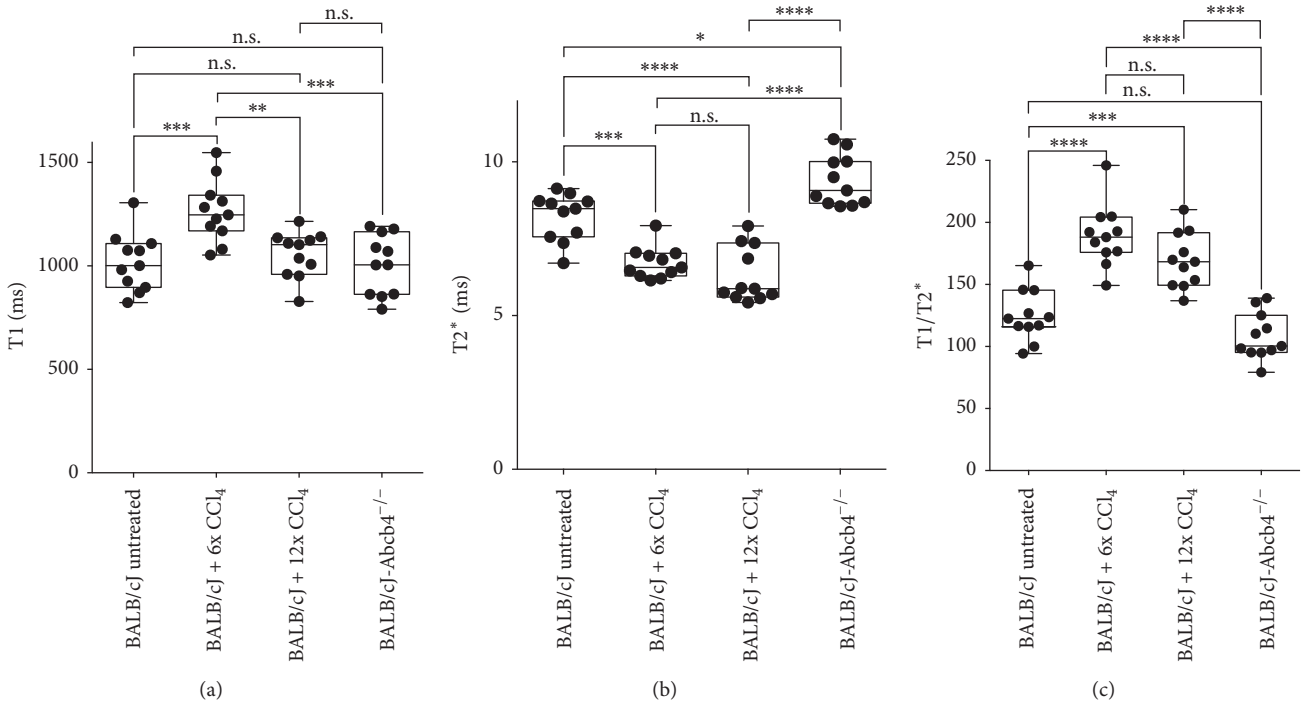 n.s.
n.s.
n.s.
***
**
***
1500
1000
500
0
T1 (ms)
BALB/cJ untreated
BALB/cJ + 6x CCl₄
BALB/cJ + 12x CCl₄
BALB/cJ-Abcb4⁻/⁻
(a)
****
*
****
****
n.s.
***
10
5
0
T2* (ms)
BALB/cJ untreated
BALB/cJ + 6x CCl₄
BALB/cJ + 12x CCl₄
BALB/cJ-Abcb4⁻/⁻
(b)
****
****
n.s.
n.s.
***
****
250
200
150
100
50
0
T1/T2*
BALB/cJ untreated
BALB/cJ + 6x CCl₄
BALB/cJ + 12x CCl₄
BALB/cJ-Abcb4⁻/⁻
(c)